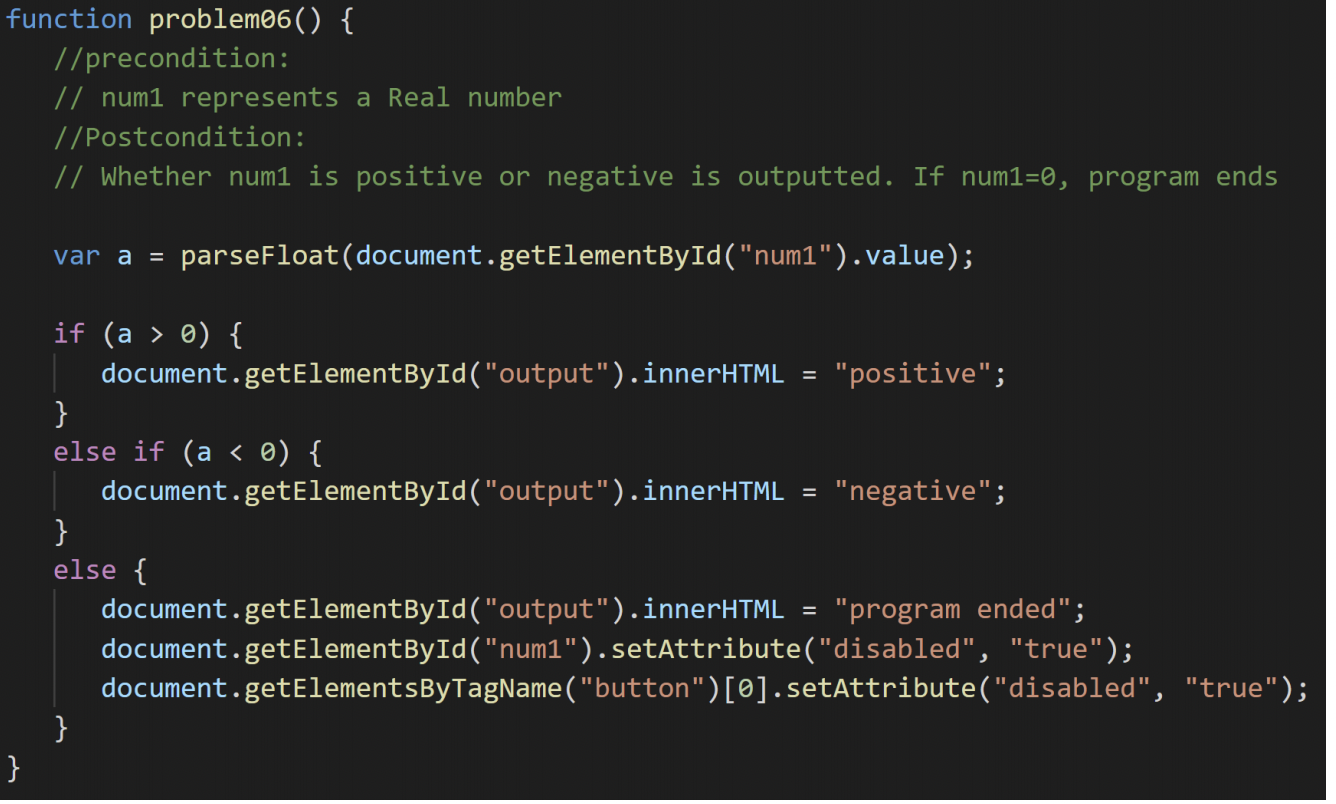 function problem06() {
   //precondition:
   // num1 represents a Real number
   //Postcondition:
   // Whether num1 is positive or negative is outputted. If num1=0, program ends

   var a = parseFloat(document.getElementById("num1").value);

   if (a > 0) {
      document.getElementById("output").innerHTML = "positive";
   }
   else if (a < 0) {
      document.getElementById("output").innerHTML = "negative";
   }
   else {
      document.getElementById("output").innerHTML = "program ended";
      document.getElementById("num1").setAttribute("disabled", "true");
      document.getElementsByTagName("button")[0].setAttribute("disabled", "true");
   }
}